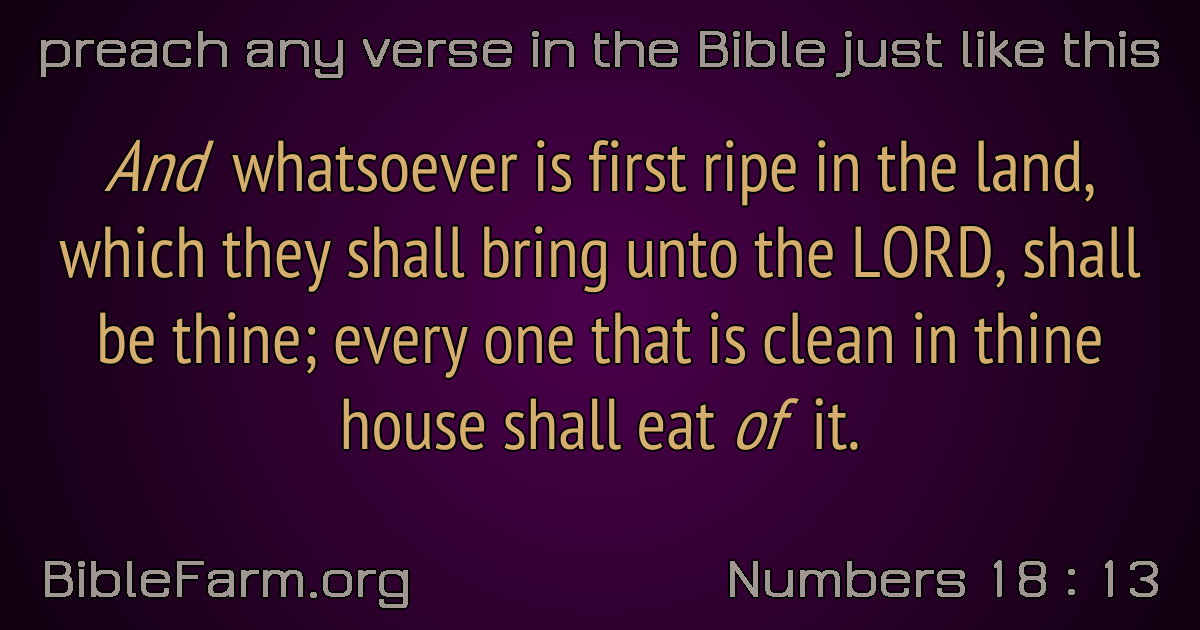 preach any verse in the Bible just like this
And whatsoever is first ripe in the land,
which they shall bring unto the LORD, shall
be thine; every one that is clean in thine
house shall eat of it.
BibleFarm.org
Numbers 18 : 13